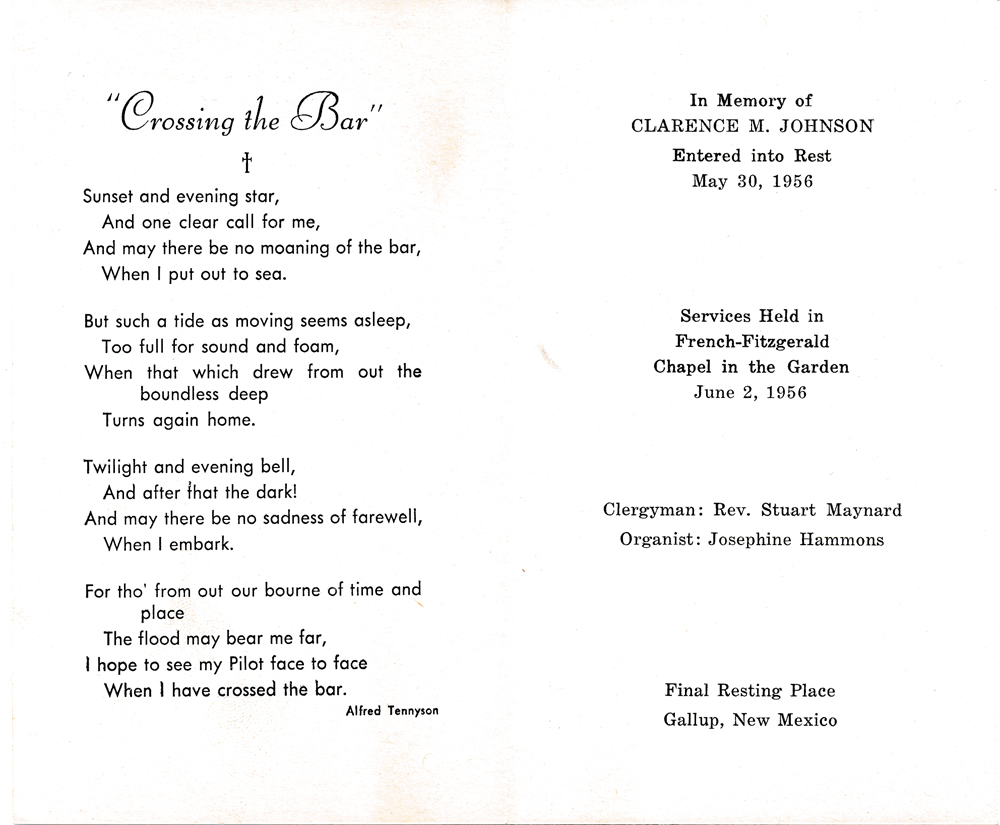 "Crossing the Bar"
Sunset and evening star,
And one clear call for me,
And may there be no moaning of the bar,
When I put out to sea.
But such a tide as moving seems asleep,
Too full for sound and foam,
When that which drew from out the
boundless deep
Turns again home.
Twilight and evening bell,
And after that the dark!
And may there be no sadness of farewell,
When I embark.
For tho' from out our bourne of time and
place
The flood may bear me far,
I hope to see my Pilot face to face
When I have crossed the bar.
Alfred Tennyson
In Memory of
CLARENCE M. JOHNSON
Entered into Rest
May 30, 1956
Services Held in
French-Fitzgerald
Chapel in the Garden
June 2, 1956
Clergyman: Rev. Stuart Maynard
Organist: Josephine Hammons
Final Resting Place
Gallup, New Mexico